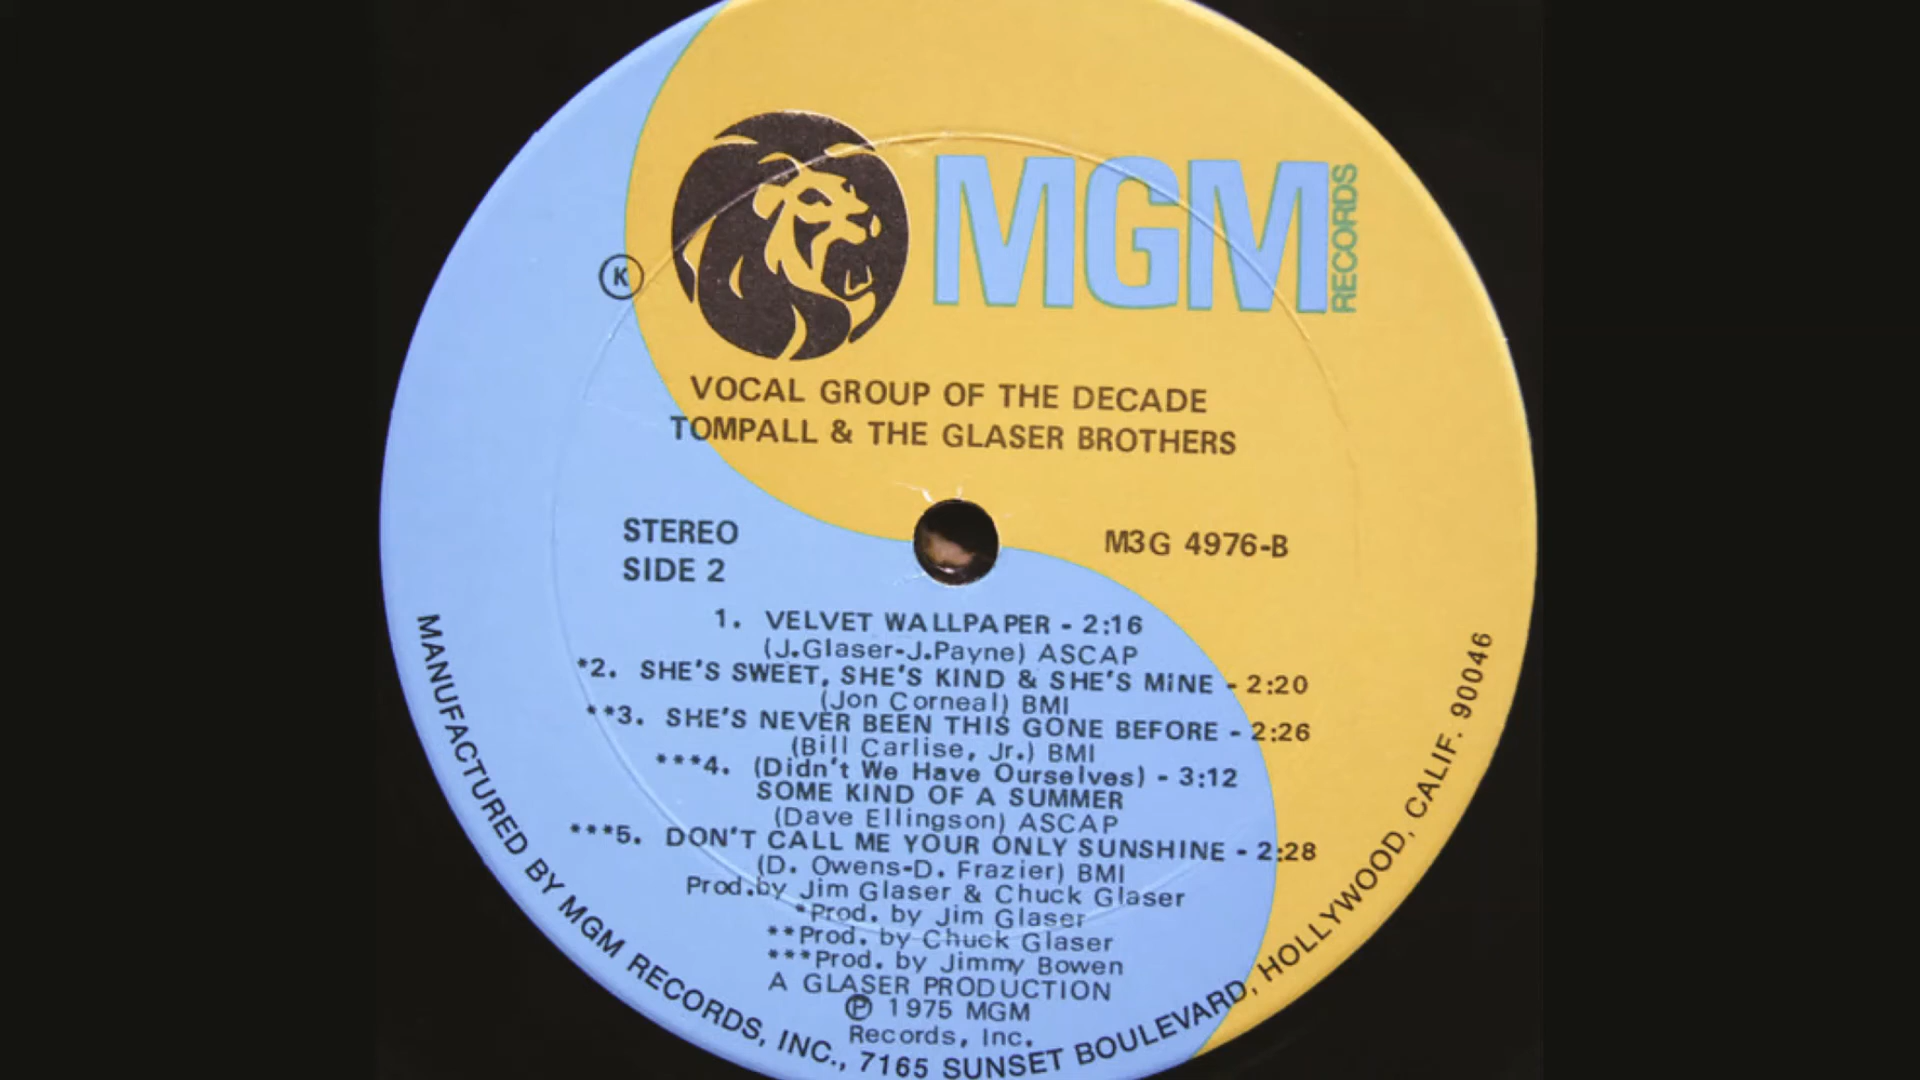 MGM RECORDS
K
VOCAL GROUP OF THE DECADE
TOMPALL & THE GLASER BROTHERS
STEREO
SIDE 2
M3G 4976-B
1. VELVET WALLPAPER - 2:16
(J.Glaser-J.Payne) ASCAP
*2. SHE'S SWEET, SHE'S KIND & SHE'S MINE - 2:20
(Jon Corneal) BMI
**3. SHE'S NEVER BEEN THIS GONE BEFORE - 2:26
(Bill Carlise, Jr.) BMI
***4. (Didn't We Have Ourselves) - 3:12
SOME KIND OF A SUMMER
(Dave Ellingson) ASCAP
***5. DON'T CALL ME YOUR ONLY SUNSHINE - 2:28
(D. Owens-D. Frazier) BMI
Prod.by Jim Glaser & Chuck Glaser
*Prod. by Jim Glaser
**Prod. by Chuck Glaser
***Prod. by Jimmy Bowen
A GLASER PRODUCTION
Ⓟ 1975 MGM
Records, Inc.
MANUFACTURED BY MGM RECORDS, INC., 7165 SUNSET BOULEVARD, HOLLYWOOD, CALIF. 90046